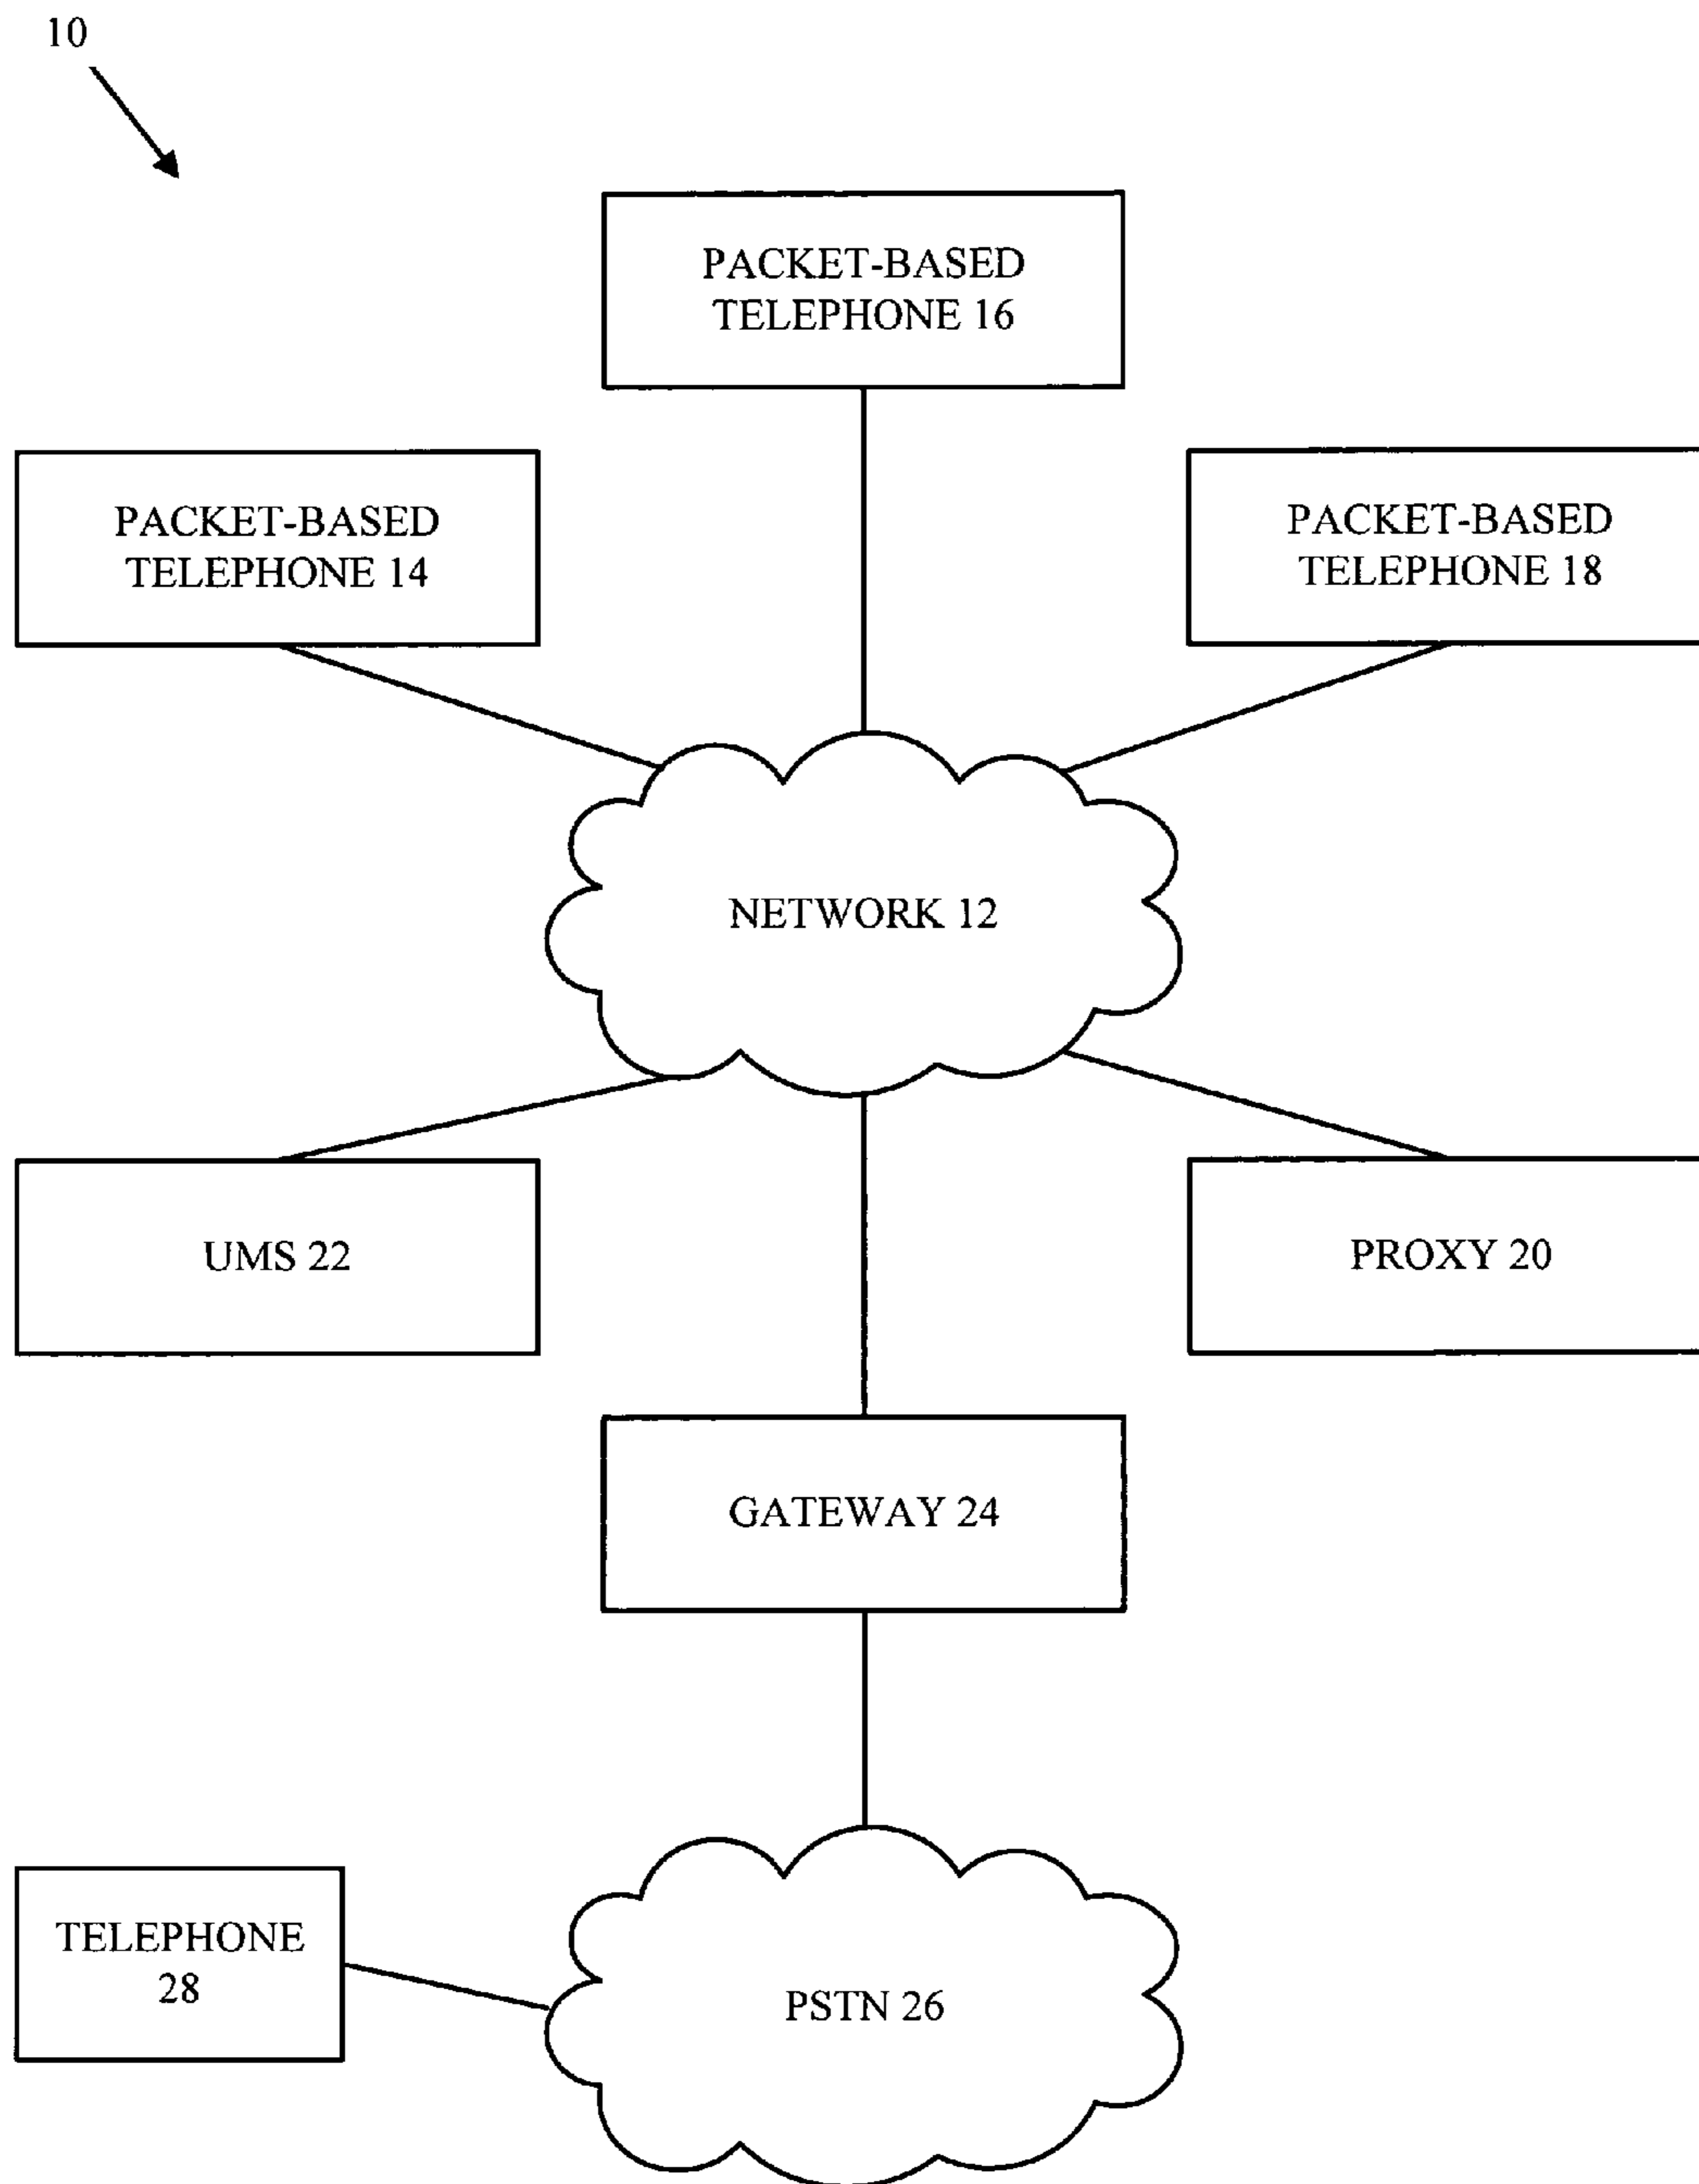 10
PACKET-BASED
TELEPHONE 16
PACKET-BASED
TELEPHONE 14
PACKET-BASED
TELEPHONE 18
NETWORK 12
UMS 22
PROXY 20
GATEWAY 24
TELEPHONE
28
PSTN 26